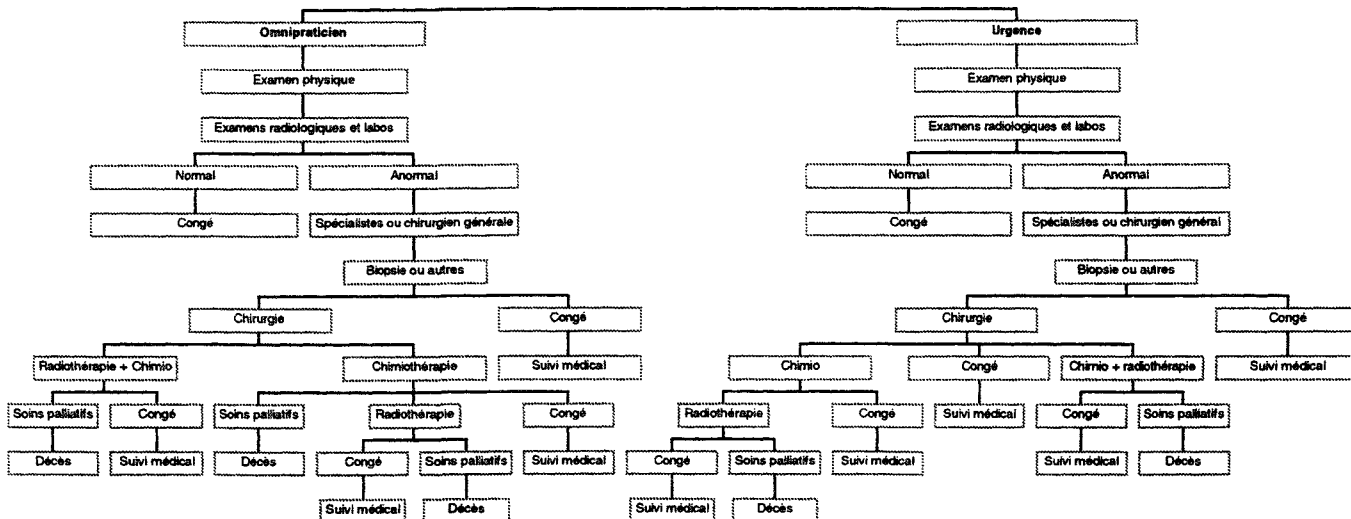 Omnipraticien
Urgence
Examen physique
Examen physique
Examens radiologiques et labos
Examens radiologiques et labos
Normal
Anormal
Normal
Anormal
Congé
Spécialistes ou chirurgien générale
Congé
Spécialistes ou chirurgien général
Biopsie ou autres
Biopsie ou autres
Chirurgie
Congé
Chirurgie
Congé
Radiothérapie + Chimio
Chimiothérapie
Suivi médical
Chimio
Congé
Chimio + radiothérapie
Suivi médical
Soins palliatifs
Congé
Soins palliatifs
Radiothérapie
Congé
Radiothérapie
Congé
Suivi médical
Congé
Soins palliatifs
Décès
Suivi médical
Décès
Congé
Soins palliatifs
Suivi médical
Congé
Soins palliatifs
Suivi médical
Suivi médical
Décès
Suivi médical
Décès
Suivi médical
Décès